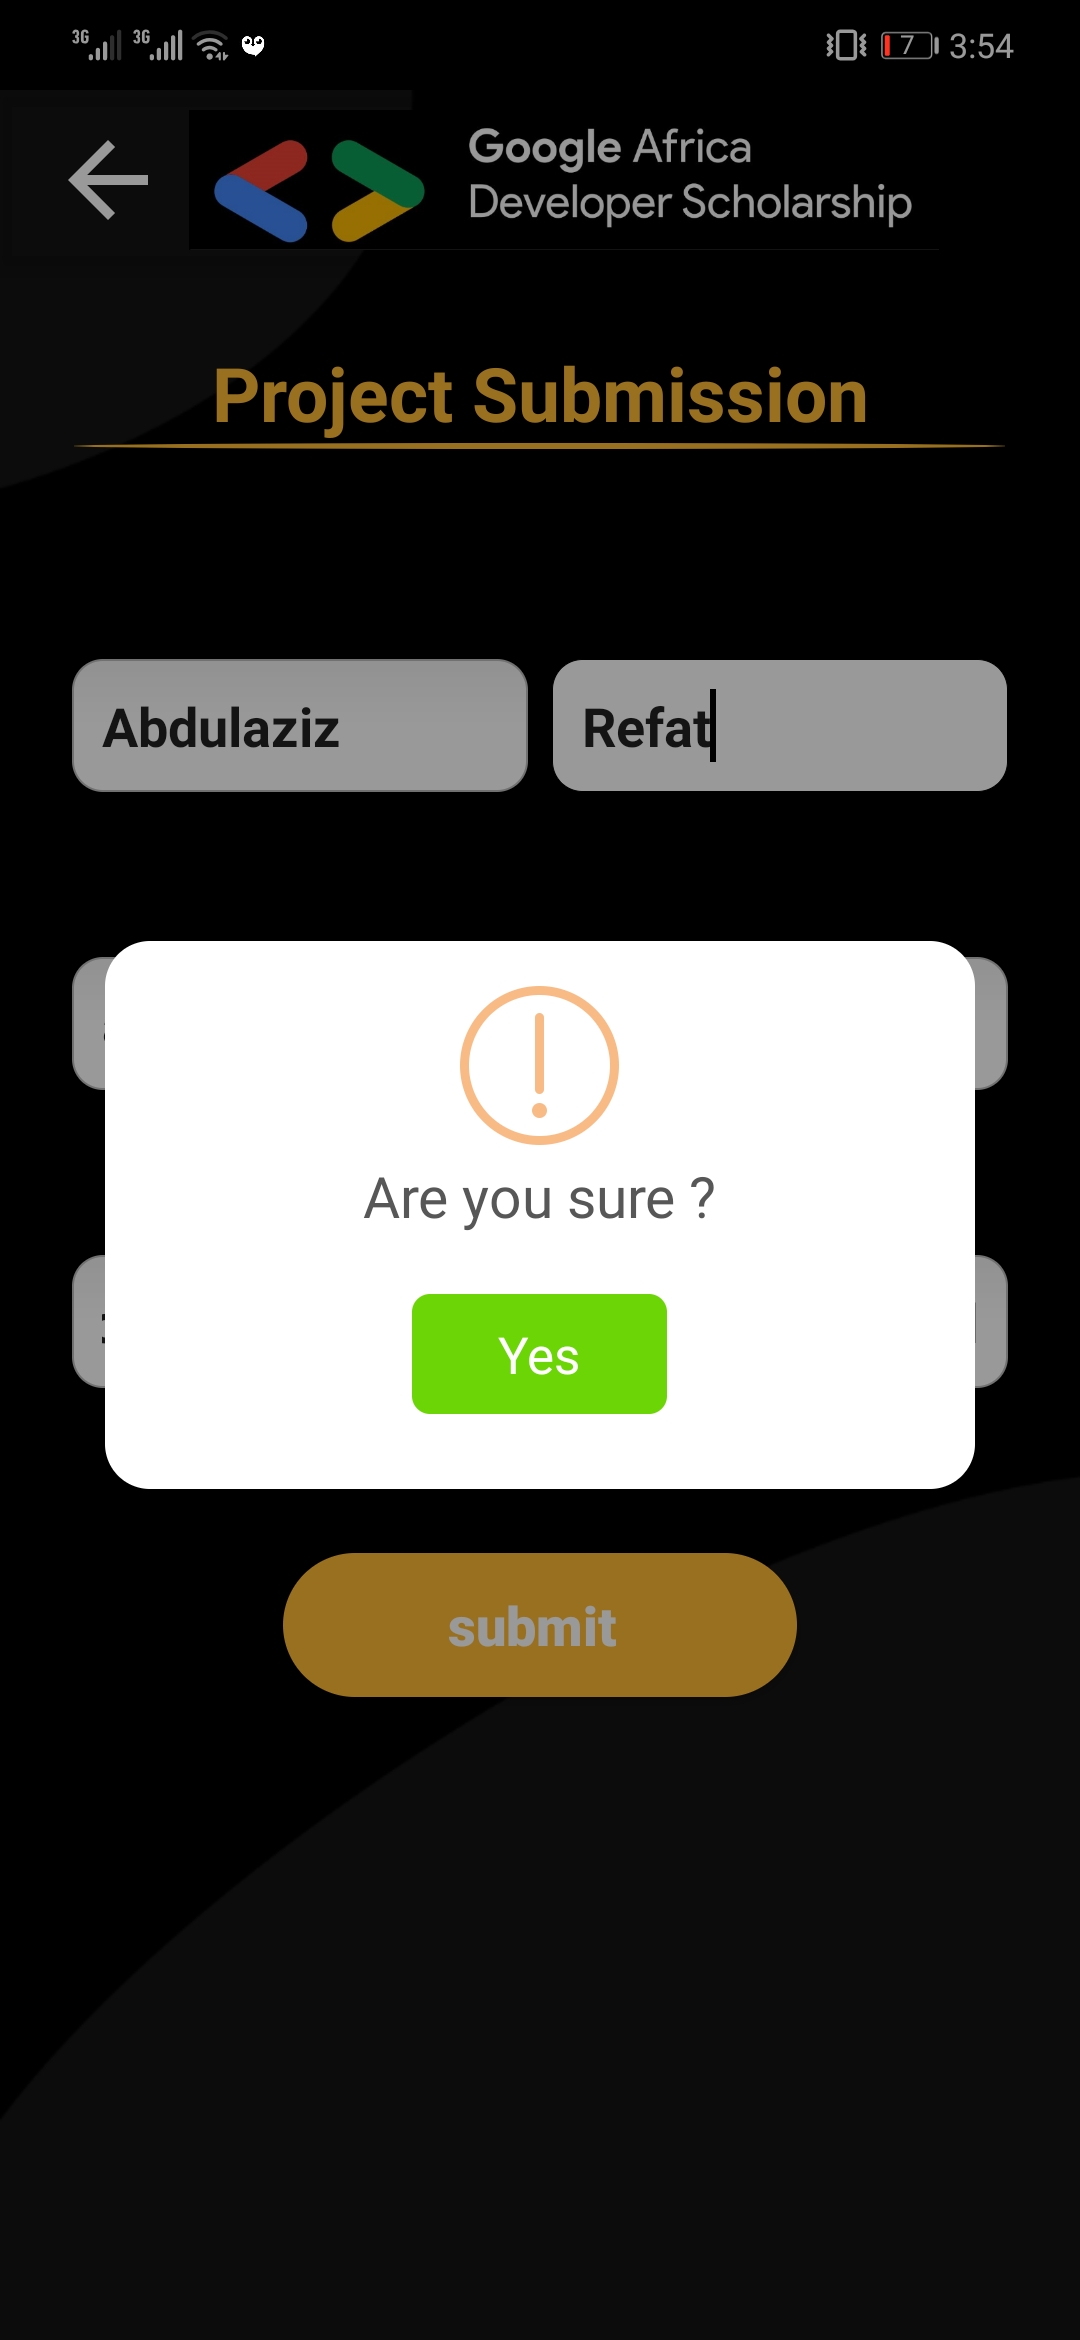 3G 3G 7 3:54
Google Africa
Developer Scholarship
Project Submission
Abdulaziz Refat
Are you sure ?
Yes
submit